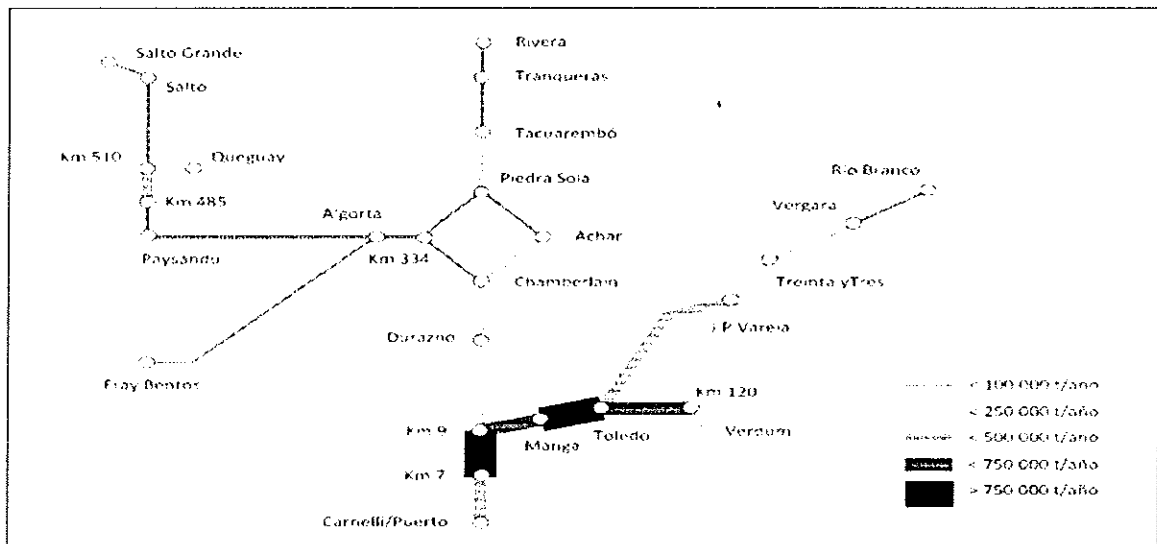 Salto Grande
Salto
Rivera
Tranqueras
Tacuarembó
Km 510
Queguay
Km 485
Piedra Sola
Río Branco
Vergara
Algorta
Paysandú
Km 334
Achar
Chamberlain
Treinta yTres
J P Varela
Durazno
Fray Bentos
Km 120
Km 9
Manga
Toledo
Verdum
Km 7
Carnelli/Puerto
< 100 000 t/año
< 250 000 t/año
< 500 000 t/año
< 750 000 t/año
> 750 000 t/año